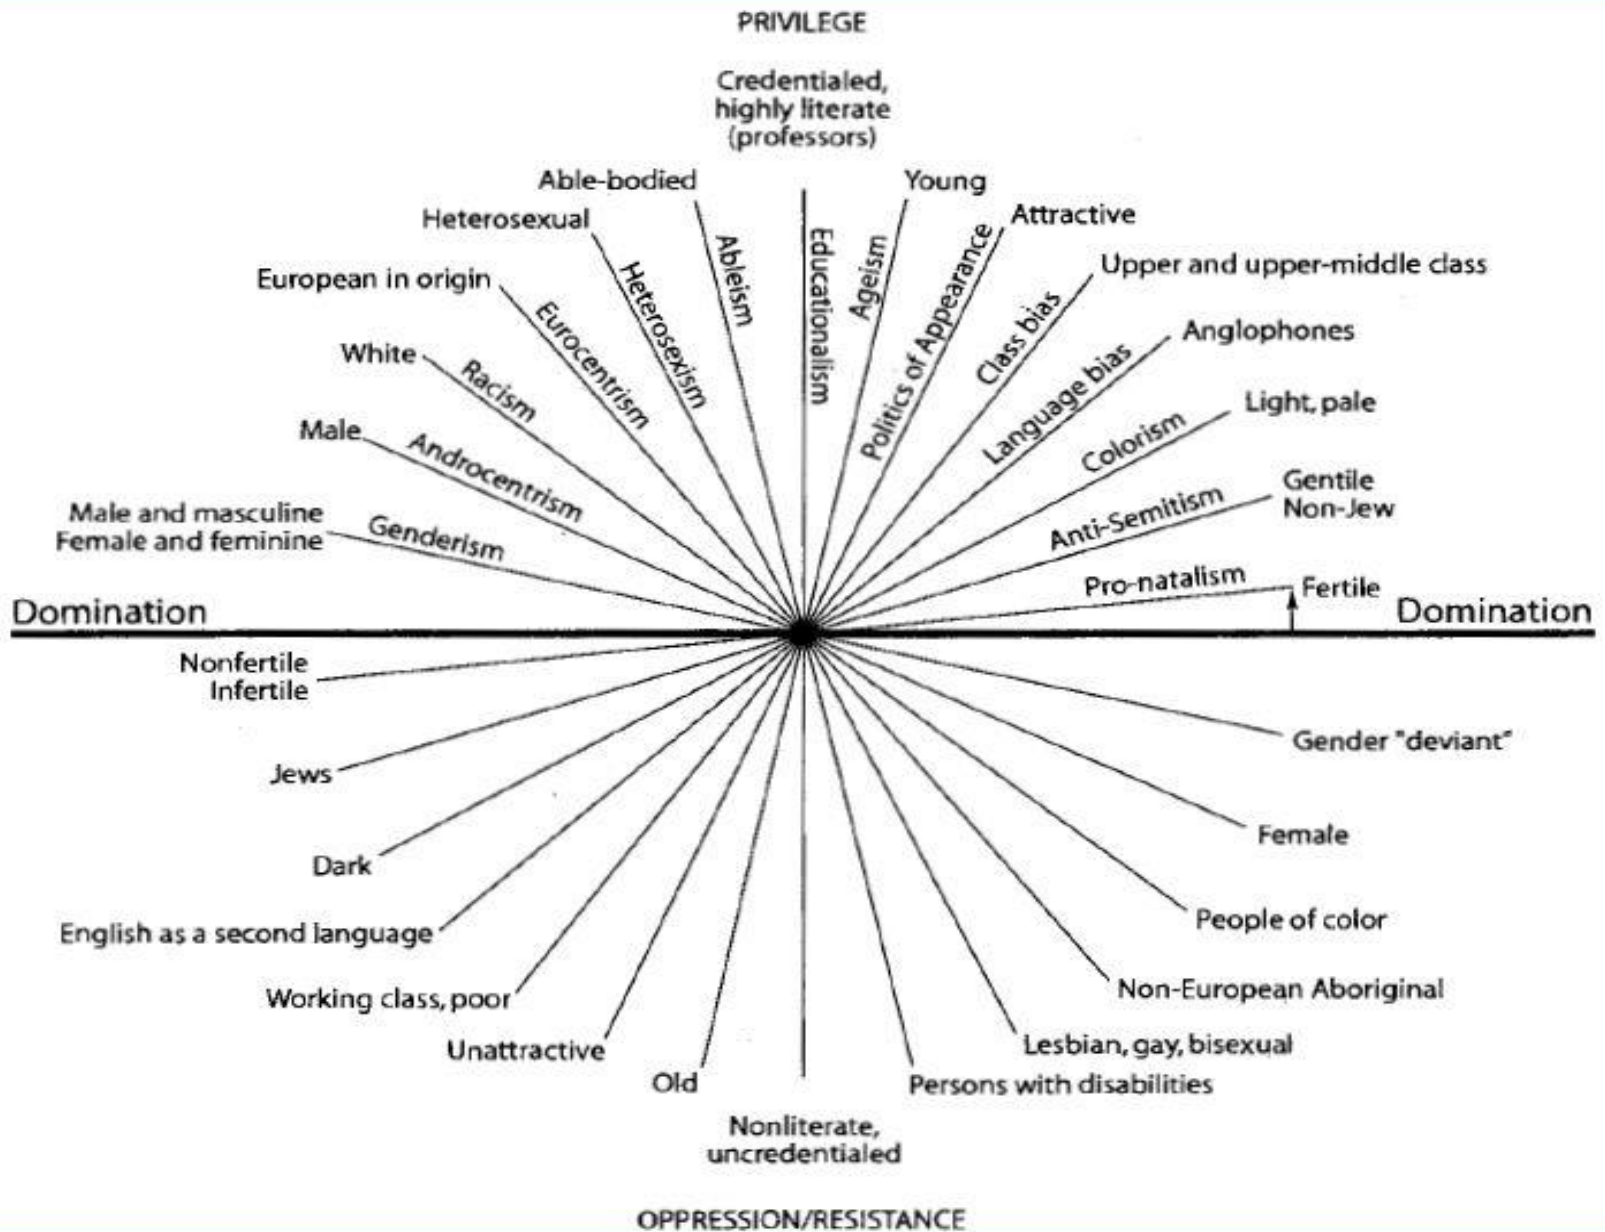 PRIVILEGE
Credentialed,
highly literate
(professors)
Able-bodied
Young
Heterosexual
Attractive
European in origin
Upper and upper-middle class
White
Anglophones
Male
Light, pale
Male and masculine
Female and feminine
Gentile
Non-Jew
Fertile
Genderism
Androcentrism
Racism
Eurocentrism
Heterosexism
Ableism
Educationalism
Ageism
Politics of Appearance
Class bias
Language bias
Colorism
Anti-Semitism
Pro-natalism
Domination
Domination
Nonfertile
Infertile
Gender "deviant"
Jews
Female
Dark
People of color
English as a second language
Non-European Aboriginal
Working class, poor
Lesbian, gay, bisexual
Unattractive
Persons with disabilities
Old
Nonliterate,
uncredentialed
OPPRESSION/RESISTANCE